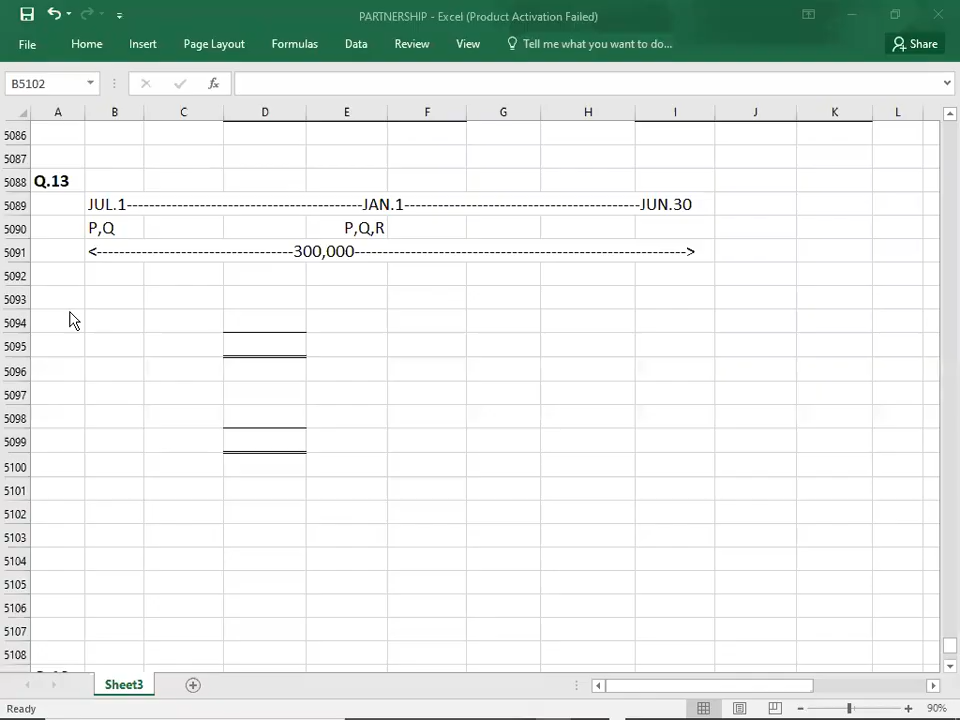 PARTNERSHIP - Excel (Product Activation Failed)
File Home Insert Page Layout Formulas Data Review View Tell me what you want to do... Share
B5102 fx
A B C D E F G H I J K L
5086
5087
5088 Q.13
5089 JUL.1----------------------------------------JAN.1----------------------------------------JUN.30
5090 P,Q P,Q,R
5091 <----------------------------------300,000--------------------------------------------------------->
5092
5093
5094
5095
5096
5097
5098
5099
5100
5101
5102
5103
5104
5105
5106
5107
5108
Sheet3
Ready 90%